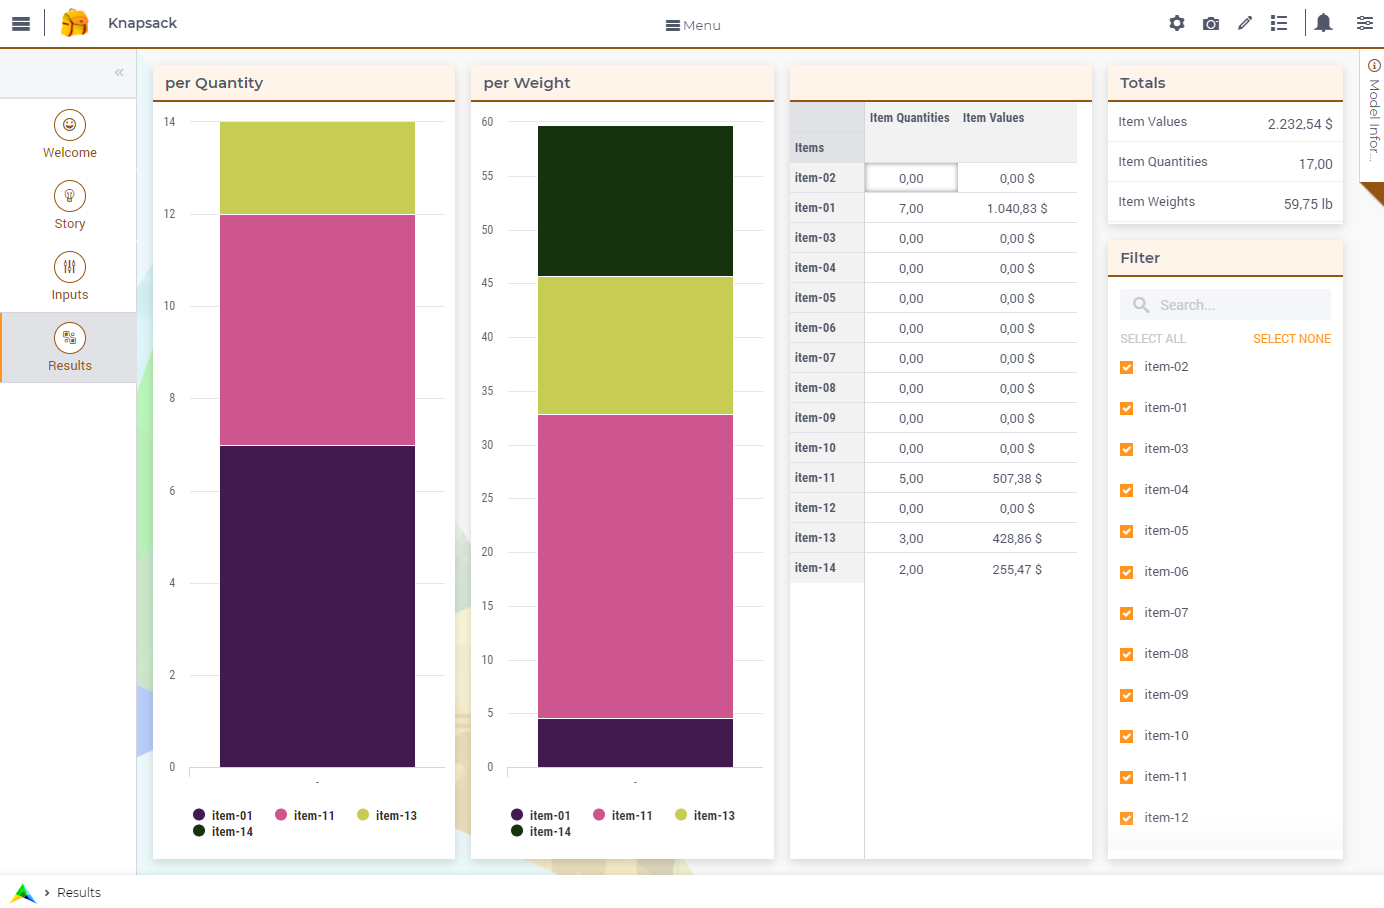 Knapsack
Menu
«
Welcome
Story
Inputs
Results
per Quantity
14
12
10
8
6
4
2
0
-
item-01 item-11 item-13
item-14
per Weight
60
55
50
45
40
35
30
25
20
15
10
5
0
-
item-01 item-11 item-13
item-14
Item Quantities Item Values
Items
item-02 0,00 0,00 $
item-01 7,00 1.040,83 $
item-03 0,00 0,00 $
item-04 0,00 0,00 $
item-05 0,00 0,00 $
item-06 0,00 0,00 $
item-07 0,00 0,00 $
item-08 0,00 0,00 $
item-09 0,00 0,00 $
item-10 0,00 0,00 $
item-11 5,00 507,38 $
item-12 0,00 0,00 $
item-13 3,00 428,86 $
item-14 2,00 255,47 $
Totals
Item Values 2.232,54 $
Item Quantities 17,00
Item Weights 59,75 lb
Filter
Search...
SELECT ALL SELECT NONE
item-02
item-01
item-03
item-04
item-05
item-06
item-07
item-08
item-09
item-10
item-11
item-12
Model Infor...
Results